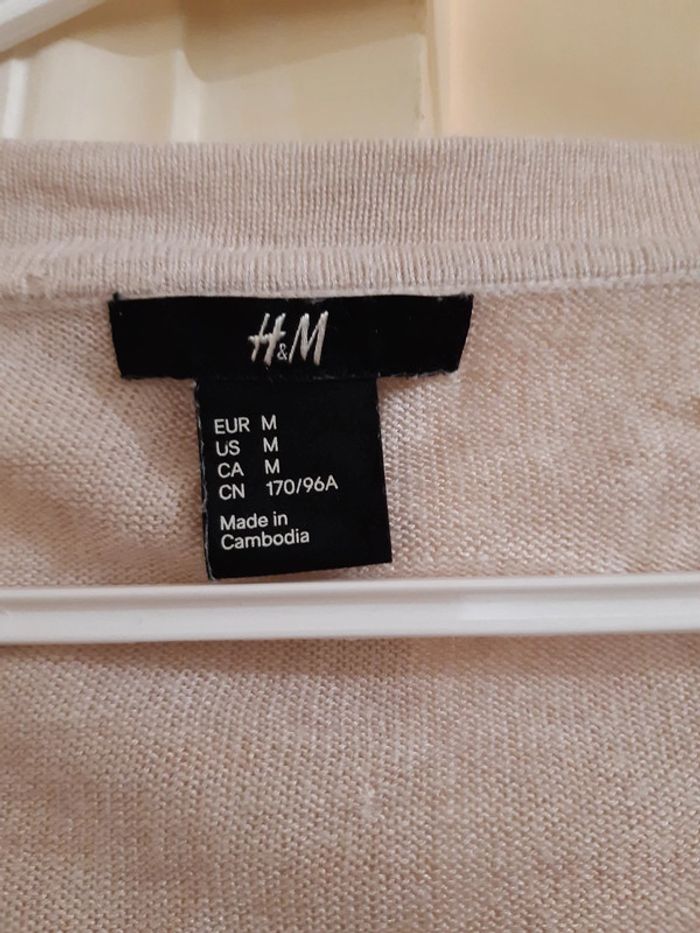 H&M
EUR M
US M
CA M
CN 170/96A
Made in
Cambodia